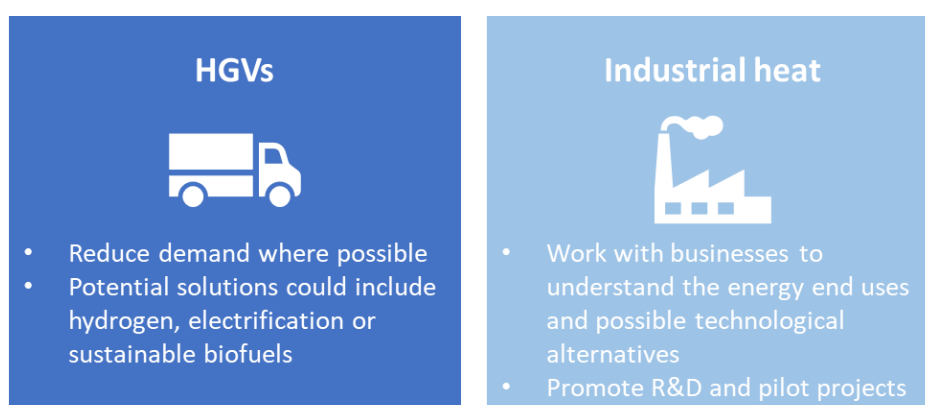 HGVs
• Reduce demand where possible
• Potential solutions could include
hydrogen, electrification or
sustainable biofuels
Industrial heat
• Work with businesses to
understand the energy end uses
and possible technological
alternatives
• Promote R&D and pilot projects